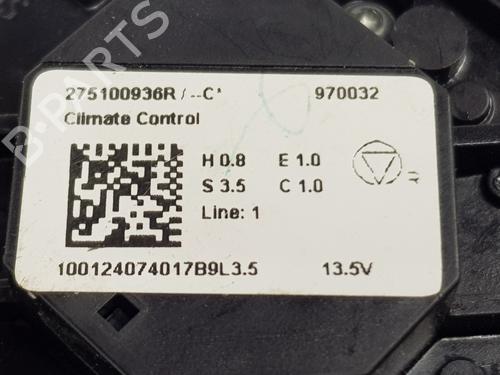 B-PARTS
275100936R / --C* 970032
Climate Control
H 0.8 E 1.0
S 3.5 C 1.0
Line: 1
100124074017B9L3.5 13.5V